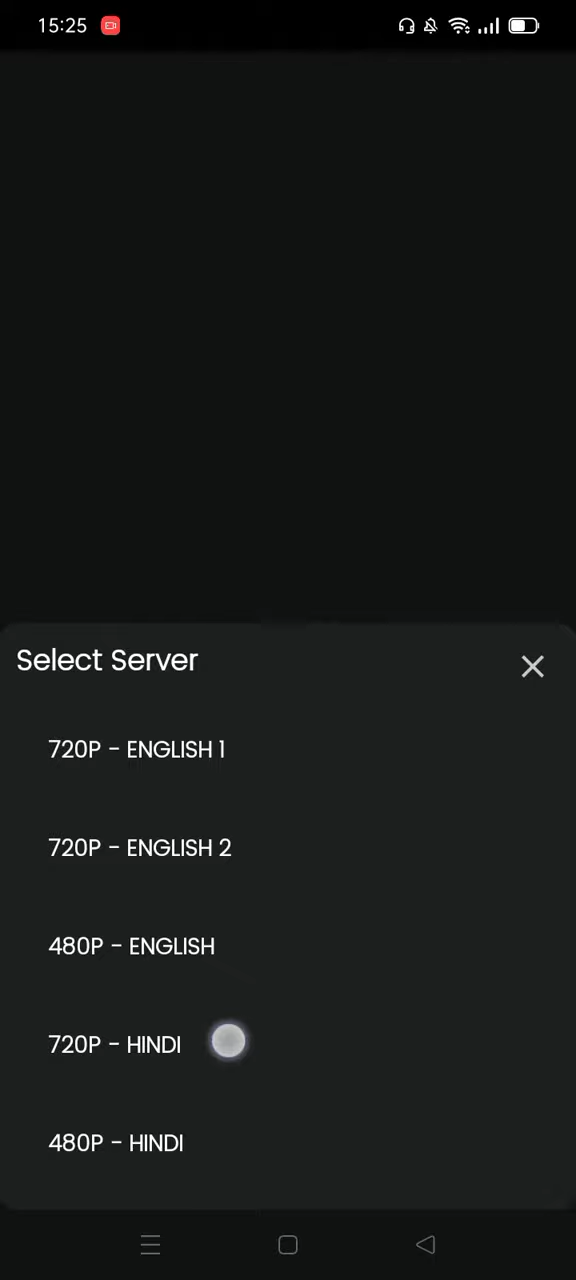 15:25
Select Server
720P - ENGLISH 1
720P - ENGLISH 2
480P - ENGLISH
720P - HINDI
480P - HINDI